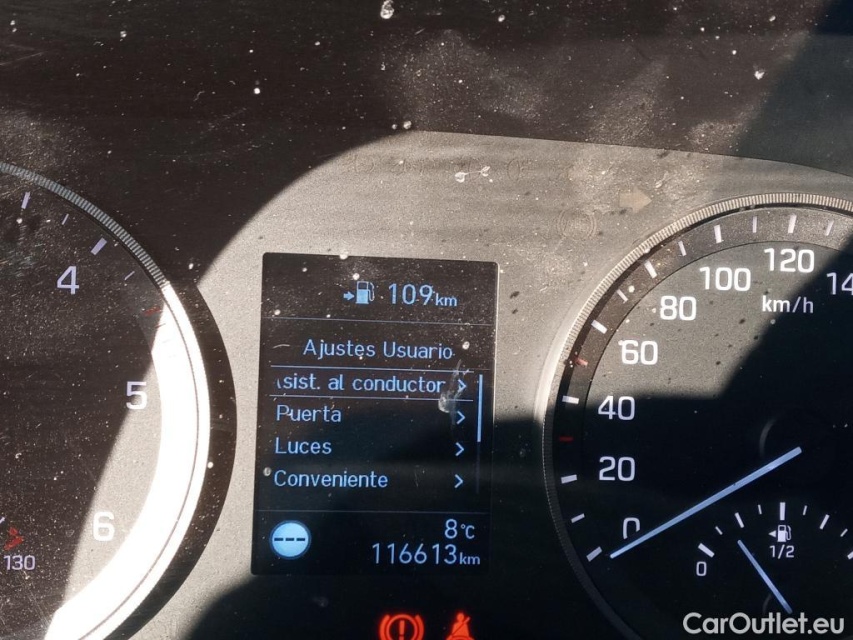 109km
Ajustes Usuario
sist. al conductor >
Puerta >
Luces >
Conveniente >
8°C
116613km
4
5
6
130
0
20
40
60
80
100
120
14
km/h
0
1/2
CarOutlet.eu